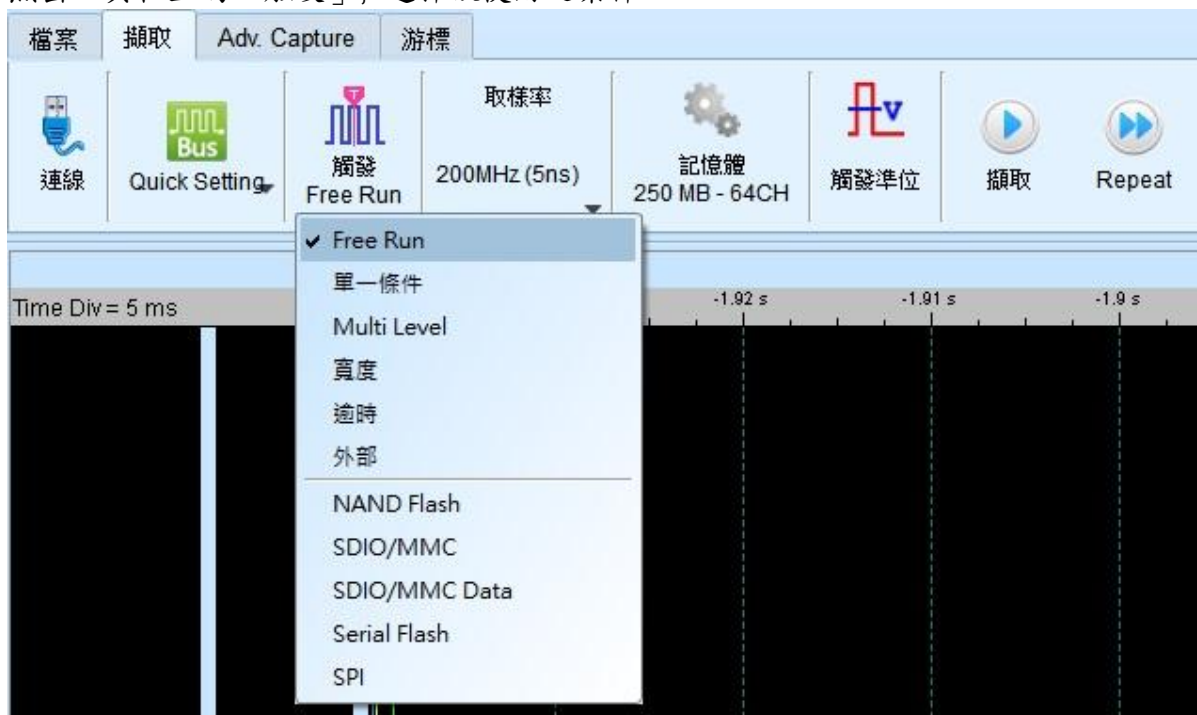 檔案 擷取 Adv. Capture 游標
連線
Bus
Quick Setting
T
觸發
Free Run
取樣率
200MHz (5ns)
記憶體
250 MB - 64CH
V
觸發準位
擷取
Repeat
Free Run
單一條件
Multi Level
寬度
逾時
外部
NAND Flash
SDIO/MMC
SDIO/MMC Data
Serial Flash
SPI
Time Div = 5 ms
-1.92 s -1.91 s -1.9 s